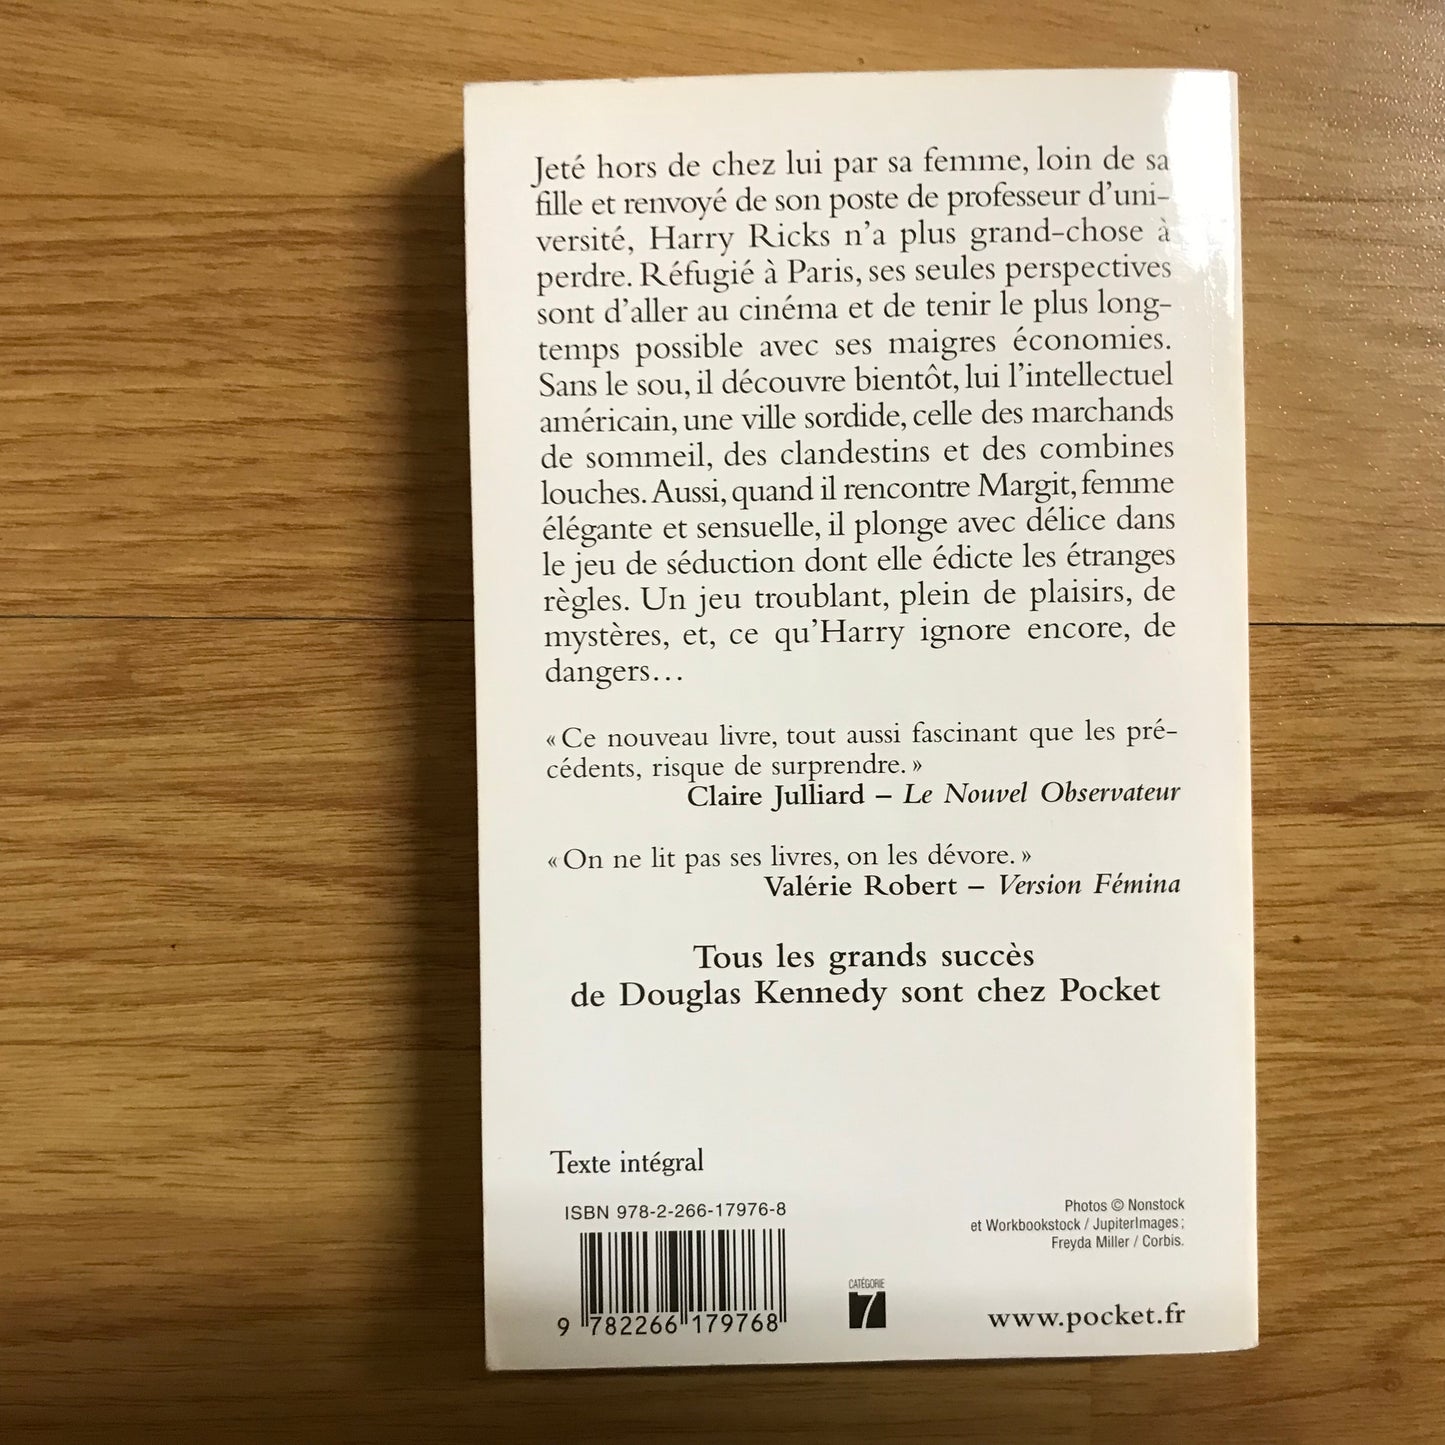 Jeté hors de chez lui par sa femme, loin de sa
fille et renvoyé de son poste de professeur d'uni-
versité, Harry Ricks n'a plus grand-chose à
perdre. Réfugié à Paris, ses seules perspectives
sont d'aller au cinéma et de tenir le plus long-
temps possible avec ses maigres économies.
Sans le sou, il découvre bientôt, lui l'intellectuel
américain, une ville sordide, celle des marchands
de sommeil, des clandestins et des combines
louches. Aussi, quand il rencontre Margit, femme
élégante et sensuelle, il plonge avec délice dans
le jeu de séduction dont elle édicte les étranges
règles. Un jeu troublant, plein de plaisirs, de
mystères, et, ce qu'Harry ignore encore, de
dangers…
« Ce nouveau livre, tout aussi fascinant que les pré-
cédents, risque de surprendre. »
Claire Julliard – Le Nouvel Observateur
« On ne lit pas ses livres, on les dévore. »
Valérie Robert – Version Fémina
Tous les grands succès
de Douglas Kennedy sont chez Pocket
Texte intégral
ISBN 978-2-266-17976-8
9 782266 179768
Photos © Nonstock
et Workbookstock / JupiterImages ;
Freyda Miller / Corbis.
CATÉGORIE
7
www.pocket.fr